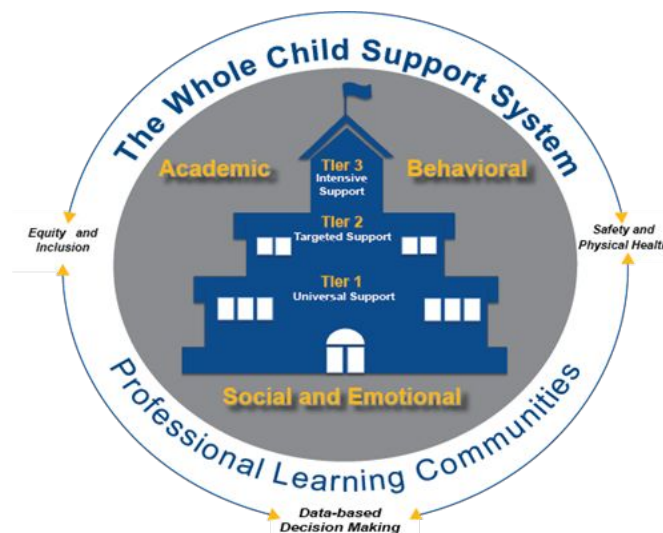 The Whole Child Support System
Academic
Behavioral
Tier 3
Intensive
Support
Tier 2
Targeted Support
Tier 1
Universal Support
Equity and
Inclusion
Safety and
Physical Health
Social and Emotional
Professional Learning Communities
Data-based
Decision Making